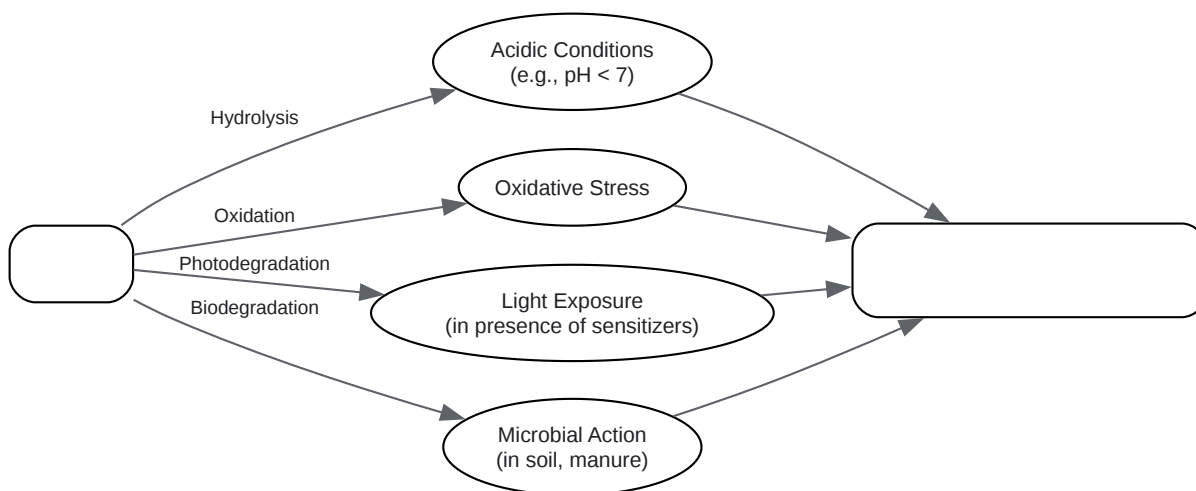 Acidic Conditions
(e.g., pH < 7)
Hydrolysis
Oxidative Stress
Oxidation
Photodegradation
Light Exposure
(in presence of sensitizers)
Biodegradation
Microbial Action
(in soil, manure)